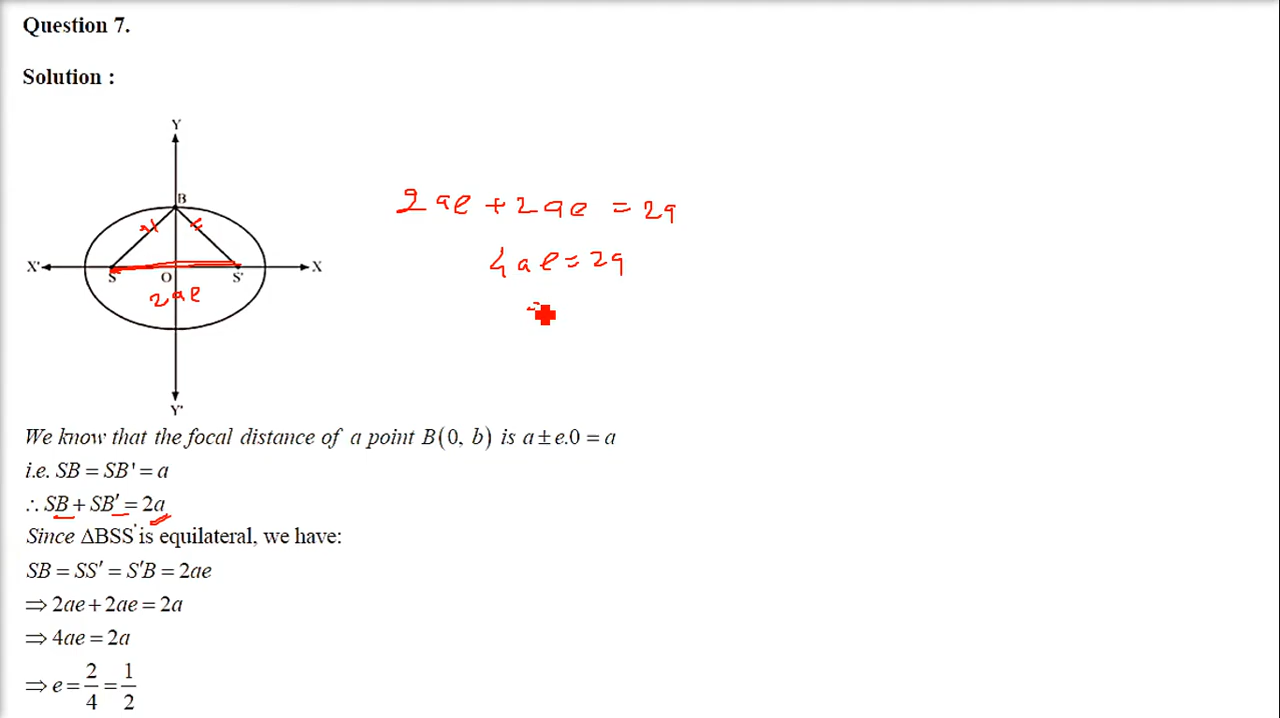 Question 7.
Solution :
Y
B
X'
S
O
S'
X
2ae
Y'
2ae + 2ae = 2a
4ae = 2a
We know that the focal distance of a point B(0, b) is a ± e.0 = a
i.e. SB = SB' = a
∴ SB + SB' = 2a
Since ΔBSS' is equilateral, we have:
SB = SS' = S'B = 2ae
⇒ 2ae + 2ae = 2a
⇒ 4ae = 2a
⇒ e = 2/4 = 1/2